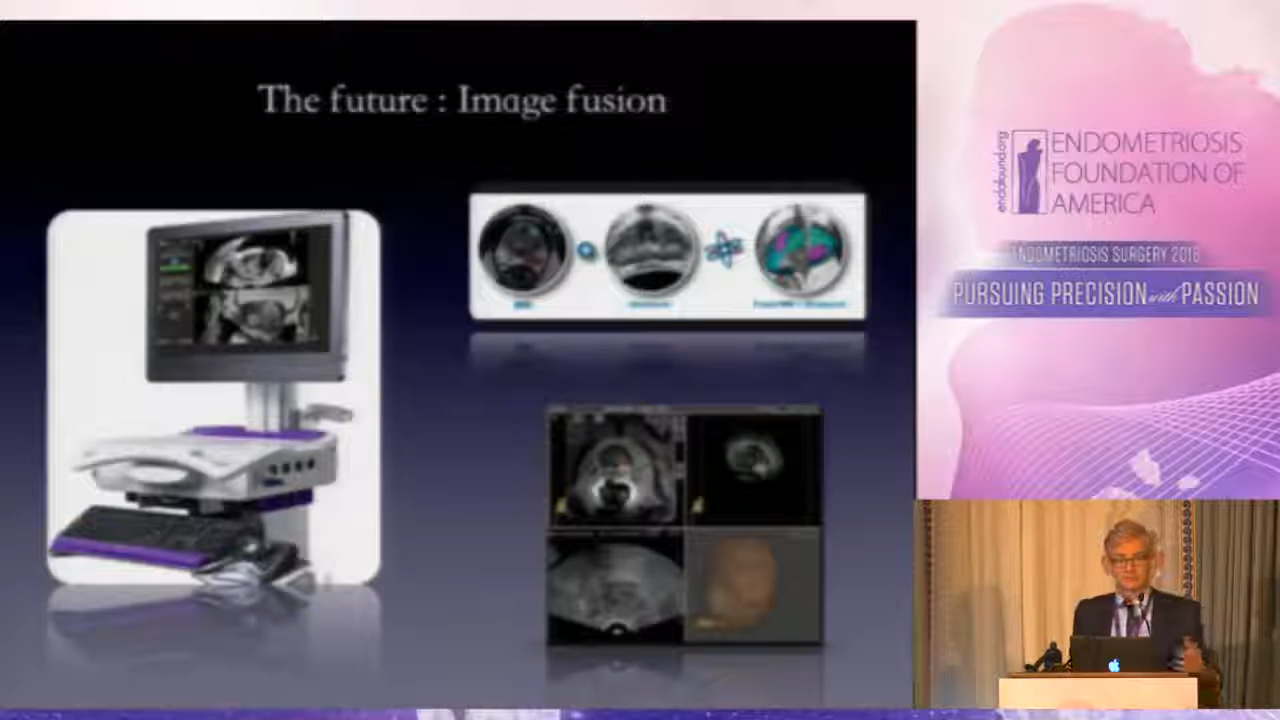 The future : Image fusion
endofound.org
ENDOMETRIOSIS
FOUNDATION OF
AMERICA
ENDOMETRIOSIS SURGERY 2016
PURSUING PRECISION with PASSION